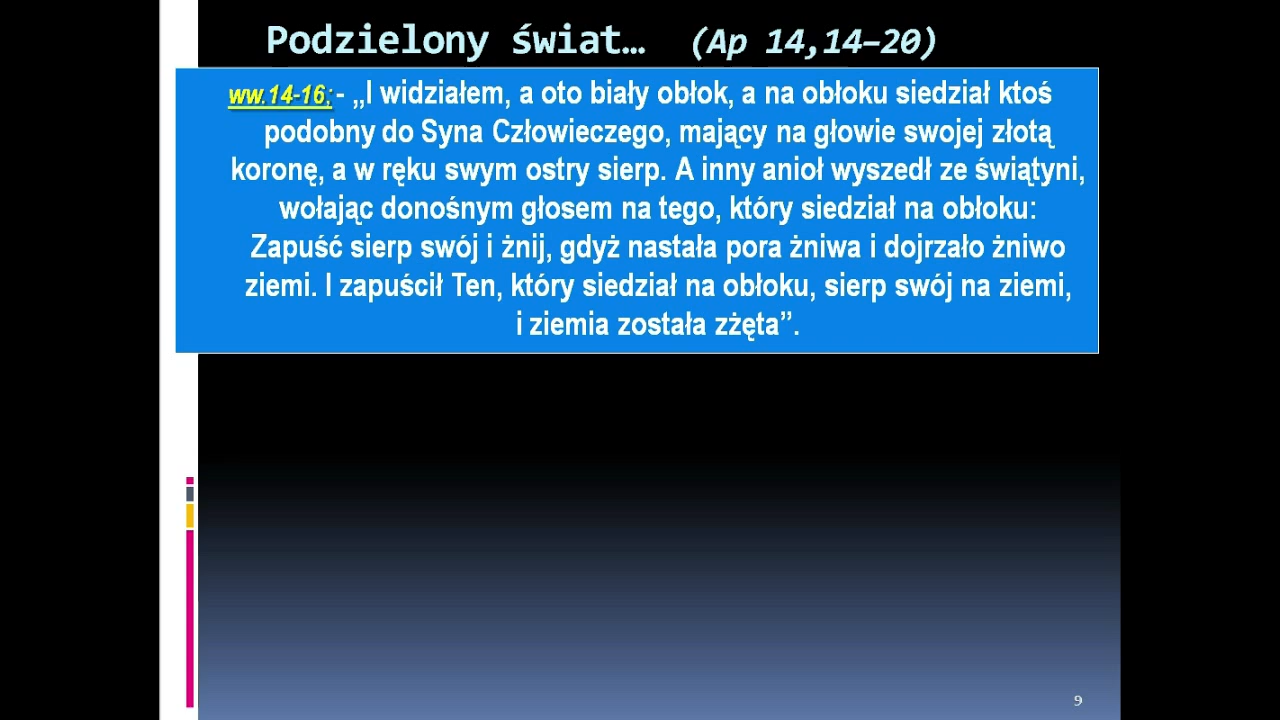 Podzielony świat… (Ap 14,14–20)
ww.14-16;- „I widziałem, a oto biały obłok, a na obłoku siedział ktoś
podobny do Syna Człowieczego, mający na głowie swojej złotą
koronę, a w ręku swym ostry sierp. A inny anioł wyszedł ze świątyni,
wołając donośnym głosem na tego, który siedział na obłoku:
Zapuść sierp swój i żnij, gdyż nastała pora żniwa i dojrzało żniwo
ziemi. I zapuścił Ten, który siedział na obłoku, sierp swój na ziemi,
i ziemia została zżęta”.
9